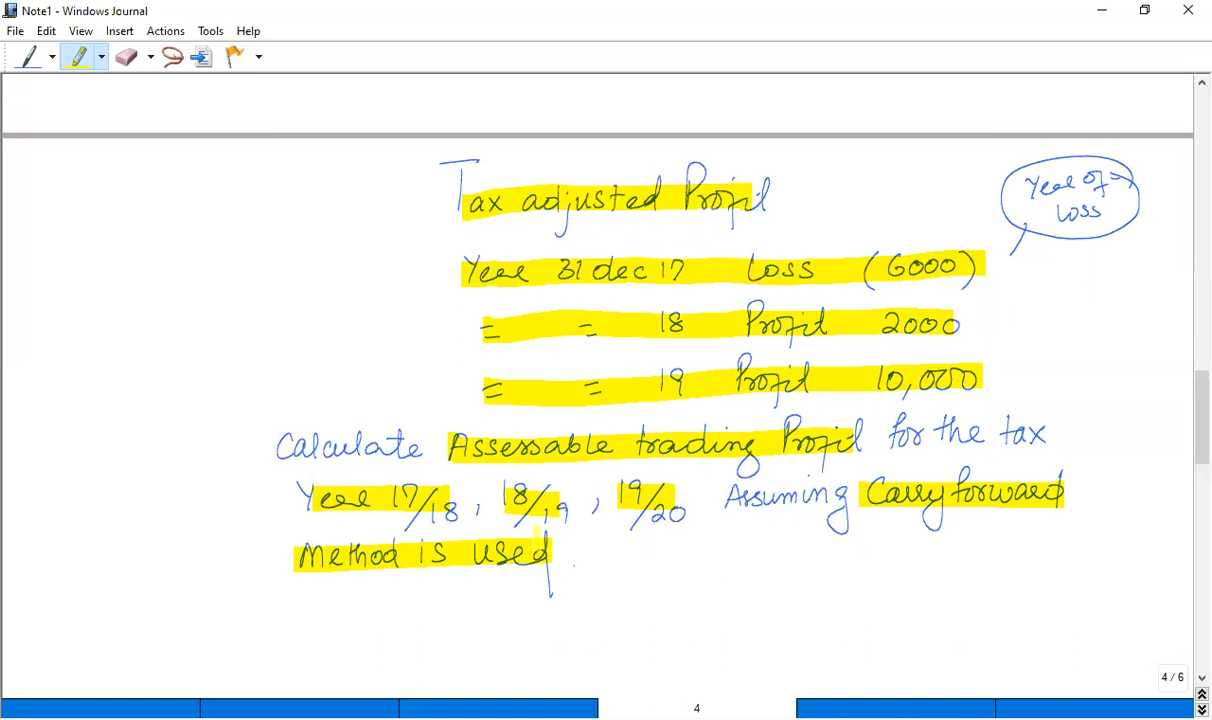 Note1 - Windows Journal
File Edit View Insert Actions Tools Help
Tax adjusted Profit
Year of
Loss
Year 31 dec 17 Loss (6000)
= = 18 Profit 2000
= = 19 Profit 10,000
Calculate Assessable trading Profit for the tax
Year 17/18, 18/19, 19/20 Assuming Carry forward
Method is used
4 / 6
4